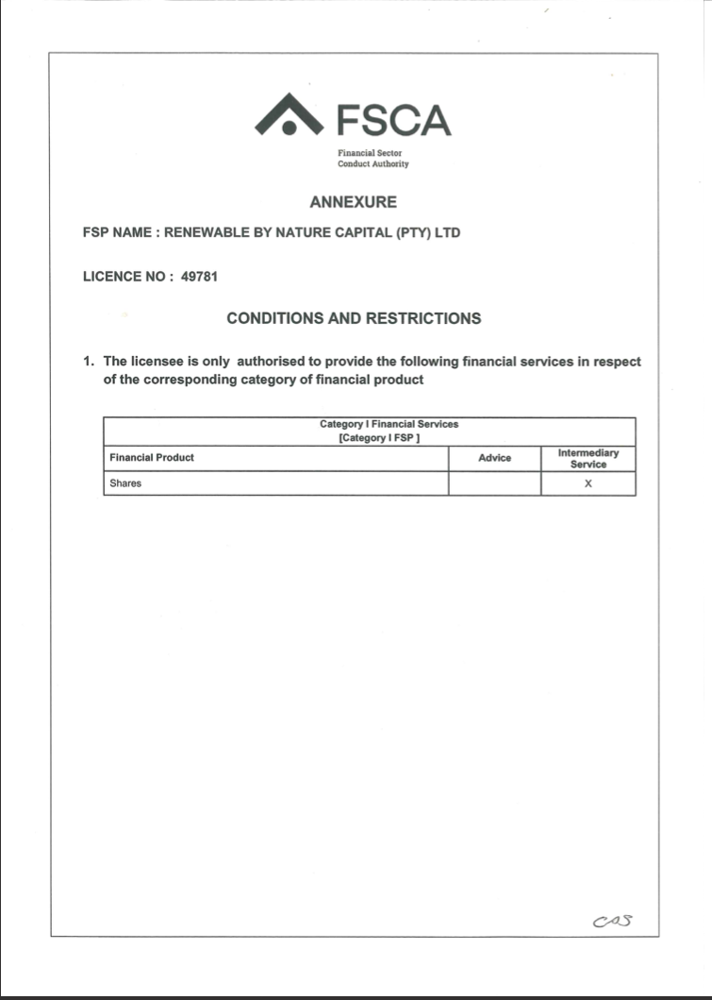 FSCA
Financial Sector
Conduct Authority
ANNEXURE
FSP NAME : RENEWABLE BY NATURE CAPITAL (PTY) LTD
LICENCE NO : 49781
CONDITIONS AND RESTRICTIONS
1. The licensee is only authorised to provide the following financial services in respect
of the corresponding category of financial product
Category I Financial Services
[Category I FSP ]
Financial Product Advice Intermediary
Service
Shares X